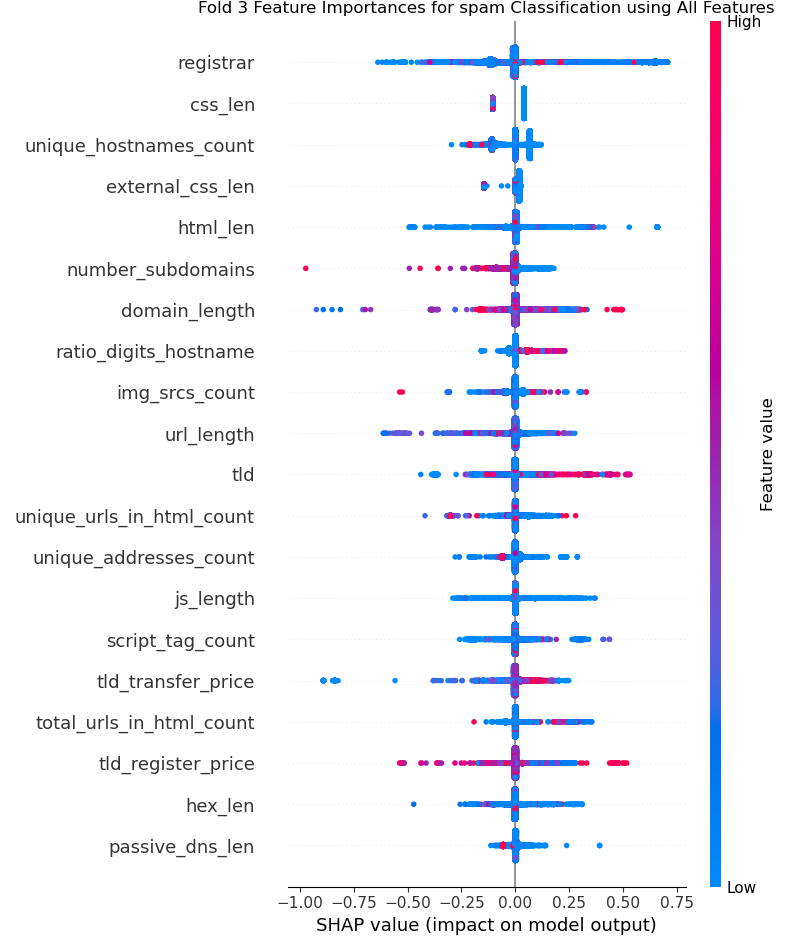 Fold 3 Feature Importances for spam Classification using All Features
High
registrar
css_len
unique_hostnames_count
external_css_len
html_len
number_subdomains
domain_length
ratio_digits_hostname
img_srcs_count
url_length
tld
unique_urls_in_html_count
unique_addresses_count
js_length
script_tag_count
tld_transfer_price
total_urls_in_html_count
tld_register_price
hex_len
passive_dns_len
Feature value
Low
−1.00 −0.75 −0.50 −0.25 0.00 0.25 0.50 0.75
SHAP value (impact on model output)